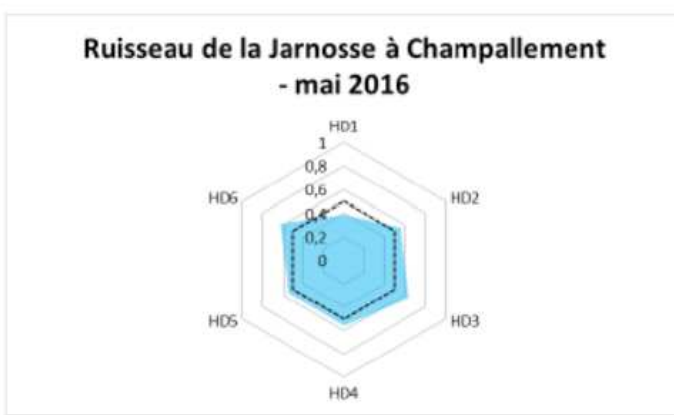 Ruisseau de la Jarnosse à Champallement
- mai 2016
HD1
1
0,8
0,6
0,4
0,2
0
HD2
HD3
HD4
HD5
HD6